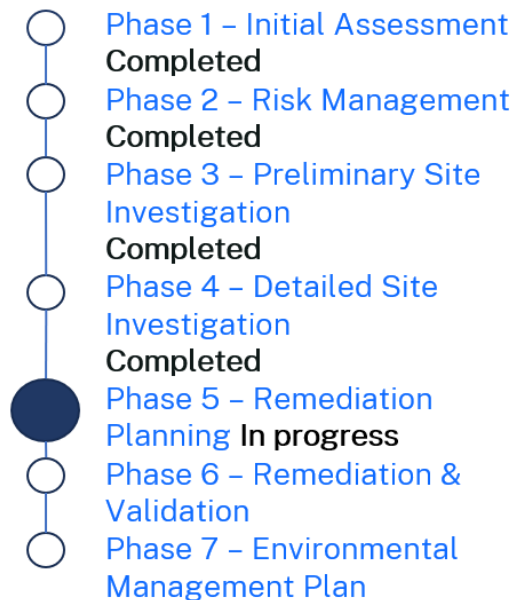 Phase 1 – Initial Assessment
Completed
Phase 2 – Risk Management
Completed
Phase 3 – Preliminary Site
Investigation
Completed
Phase 4 – Detailed Site
Investigation
Completed
Phase 5 – Remediation
Planning In progress
Phase 6 – Remediation &
Validation
Phase 7 – Environmental
Management Plan